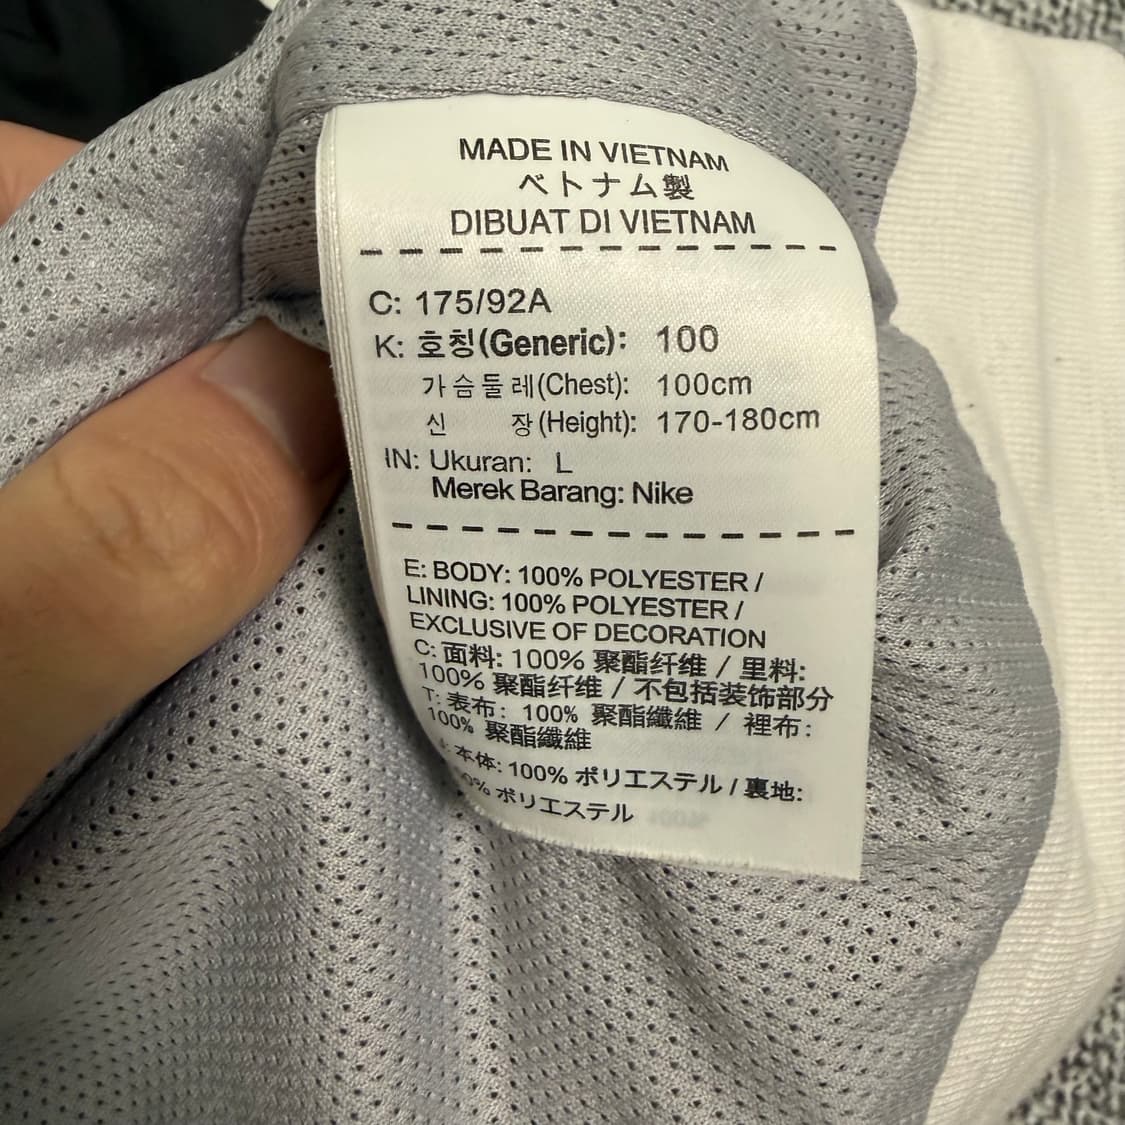 MADE IN VIETNAM
ベトナム製
DIBUAT DI VIETNAM
C: 175/92A
K: 호칭(Generic): 100
가슴둘레(Chest): 100cm
신 장(Height): 170-180cm
IN: Ukuran: L
Merek Barang: Nike
E: BODY: 100% POLYESTER /
LINING: 100% POLYESTER /
EXCLUSIVE OF DECORATION
C: 面料: 100% 聚酯纤维 / 里料:
100% 聚酯纤维 / 不包括装饰部分
T: 表布: 100% 聚酯纖維 / 裡布:
100% 聚酯纖維
本体: 100% ポリエステル / 裏地:
ポリエステル